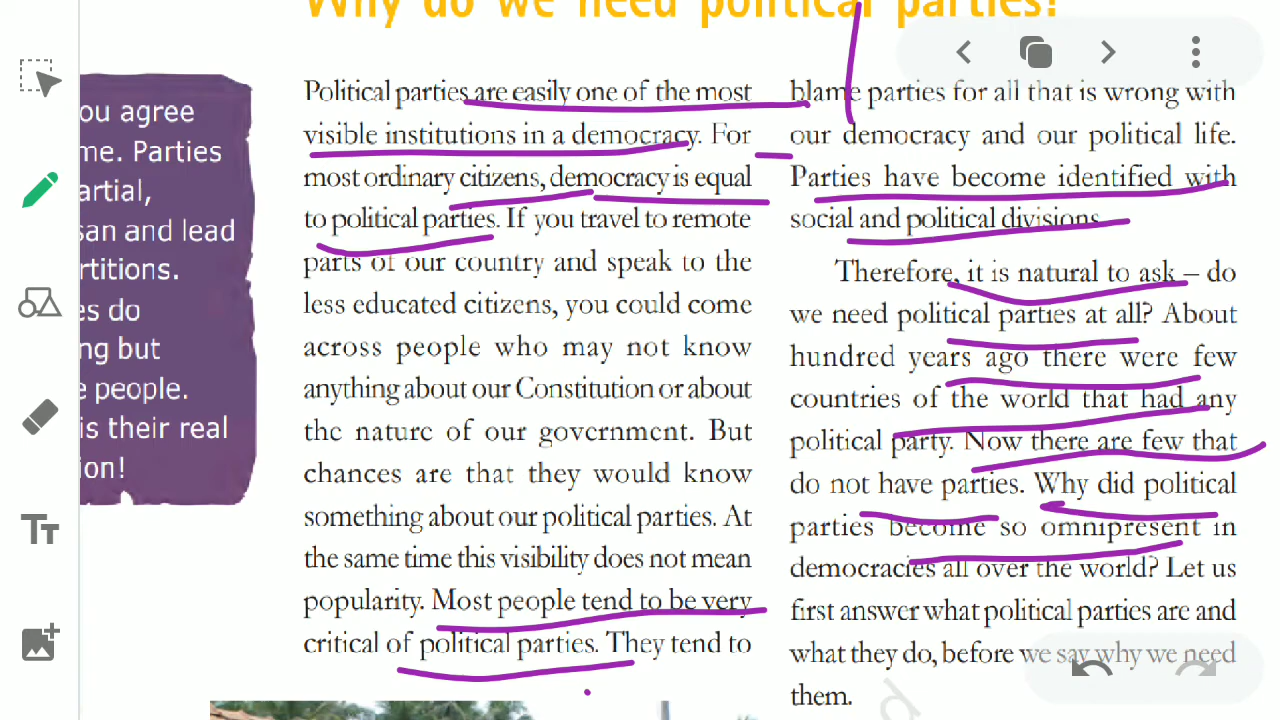 Why do we need political parties?
ou agree
me. Parties
artial,
san and lead
rtitions.
es do
ng but
e people.
is their real
ion!
Political parties are easily one of the most
visible institutions in a democracy. For
most ordinary citizens, democracy is equal
to political parties. If you travel to remote
parts of our country and speak to the
less educated citizens, you could come
across people who may not know
anything about our Constitution or about
the nature of our government. But
chances are that they would know
something about our political parties. At
the same time this visibility does not mean
popularity. Most people tend to be very
critical of political parties. They tend to
blame parties for all that is wrong with
our democracy and our political life.
Parties have become identified with
social and political divisions.
Therefore, it is natural to ask – do
we need political parties at all? About
hundred years ago there were few
countries of the world that had any
political party. Now there are few that
do not have parties. Why did political
parties become so omnipresent in
democracies all over the world? Let us
first answer what political parties are and
what they do, before we say why we need
them.
d
Tт